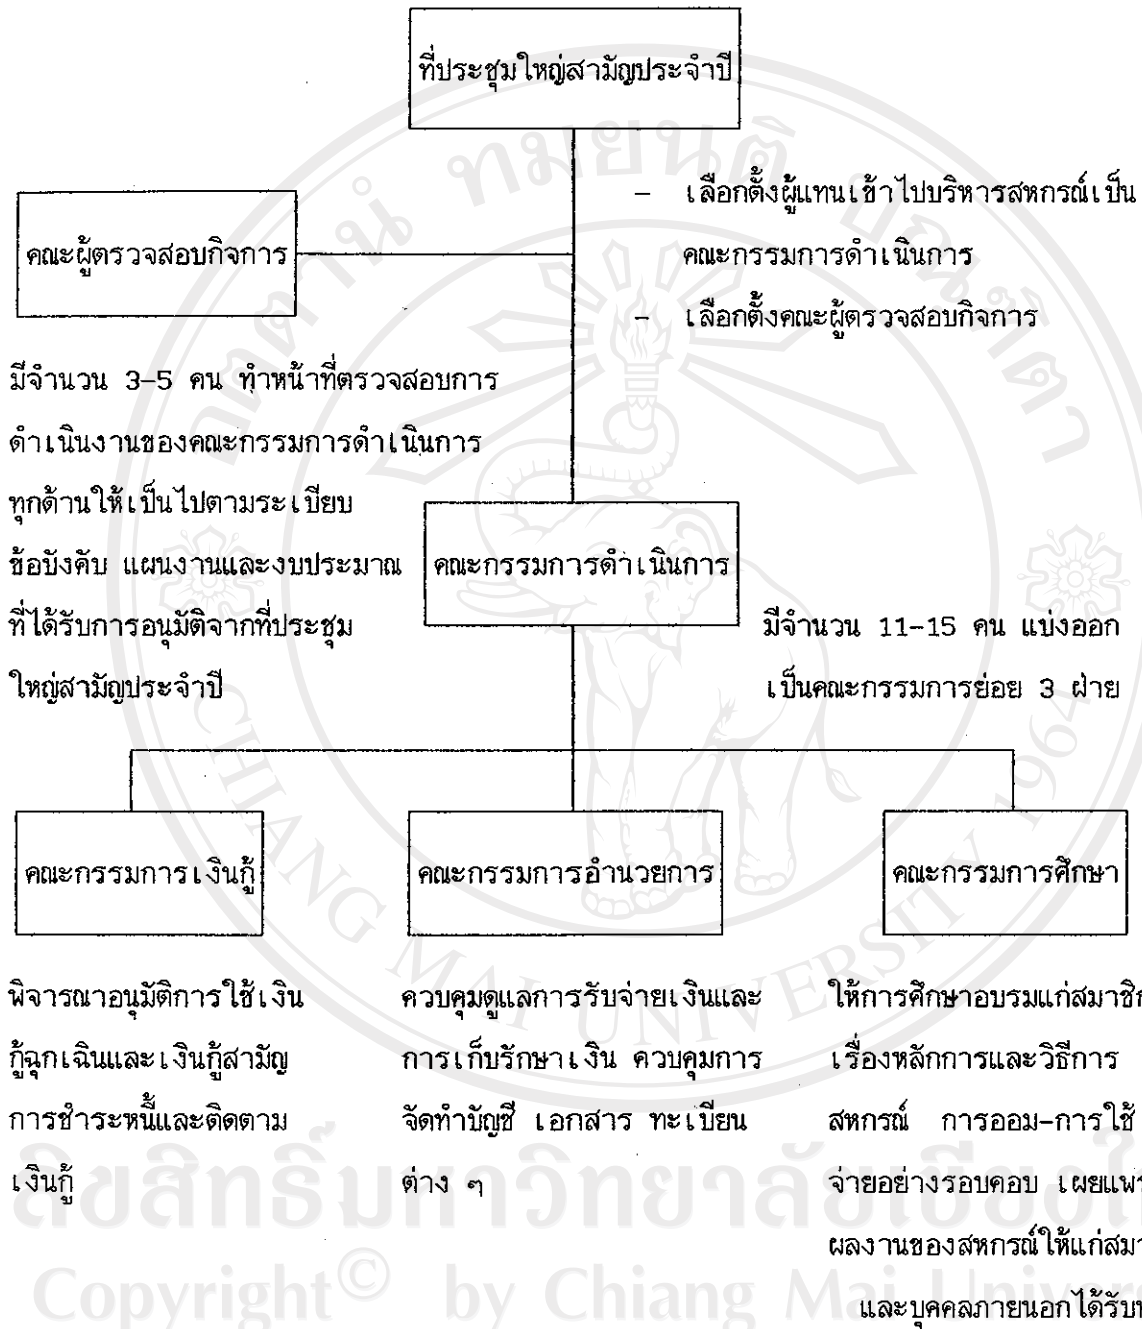 ที่ประชุมใหญ่สามัญประจำปี
คณะผู้ตรวจสอบกิจการ
- เลือกตั้งผู้แทนเข้าไปบริหารสหกรณ์เป็น
คณะกรรมการดำเนินการ
- เลือกตั้งคณะผู้ตรวจสอบกิจการ
มีจำนวน 3-5 คน ทำหน้าที่ตรวจสอบการ
ดำเนินงานของคณะกรรมการดำเนินการ
ทุกด้านให้เป็นไปตามระเบียบ
ข้อบังคับ แผนงานและงบประมาณ
ที่ได้รับการอนุมัติจากที่ประชุม
ใหญ่สามัญประจำปี
คณะกรรมการดำเนินการ
มีจำนวน 11-15 คน แบ่งออก
เป็นคณะกรรมการย่อย 3 ฝ่าย
คณะกรรมการเงินกู้
พิจารณาอนุมัติการใช้เงิน
กู้ฉุกเฉินและเงินกู้สามัญ
การชำระหนี้และติดตาม
เงินกู้
คณะกรรมการอำนวยการ
ควบคุมดูแลการรับจ่ายเงินและ
การเก็บรักษาเงิน ควบคุมการ
จัดทำบัญชี เอกสาร ทะเบียน
ต่าง ๆ
คณะกรรมการศึกษา
ให้การศึกษาอบรมแก่
เรื่องหลักการและวิธีการ
สหกรณ์ การออม-การใช้
จ่ายอย่างรอบคอบ
ผลงานของสหกรณ์ให้แก่
และบุคคลภายนอกได้รับ
CHIANG MAI UNIVERSITY 1964
Copyright© by Chiang Mai